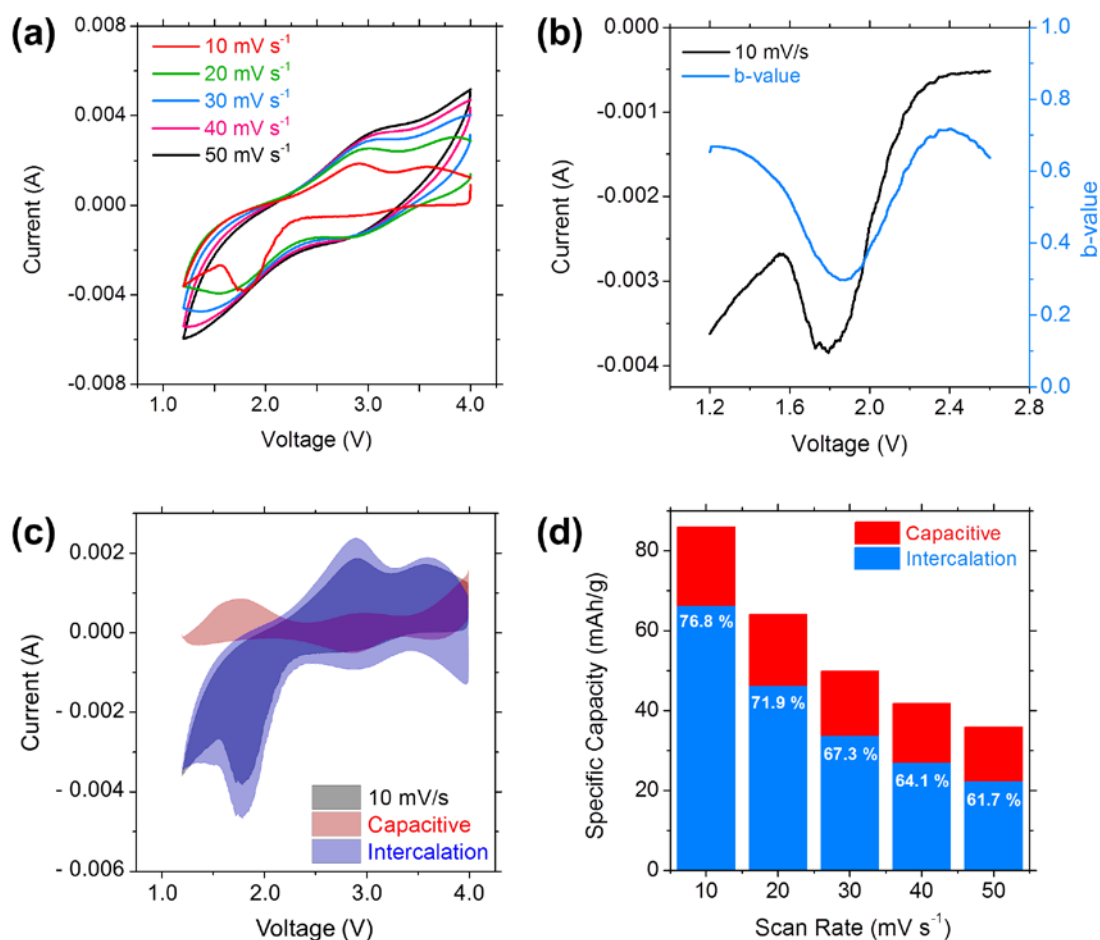 (a)
10 mV s⁻¹
20 mV s⁻¹
30 mV s⁻¹
40 mV s⁻¹
50 mV s⁻¹
0.008
0.004
0.000
-0.004
-0.008
Current (A)
1.0 2.0 3.0 4.0
Voltage (V)
(b)
10 mV/s
b-value
-0.000
-0.001
-0.002
-0.003
-0.004
Current (A)
1.0
0.8
0.6
0.4
0.2
0.0
b-value
1.2 1.6 2.0 2.4 2.8
Voltage (V)
(c)
0.002
0.000
- 0.002
- 0.004
- 0.006
Current (A)
10 mV/s
Capacitive
Intercalation
1.0 2.0 3.0 4.0
Voltage (V)
(d)
Capacitive
Intercalation
80
60
40
20
0
Specific Capacity (mAh/g)
76.8 %
71.9 %
67.3 %
64.1 %
61.7 %
10 20 30 40 50
Scan Rate (mV s⁻¹)